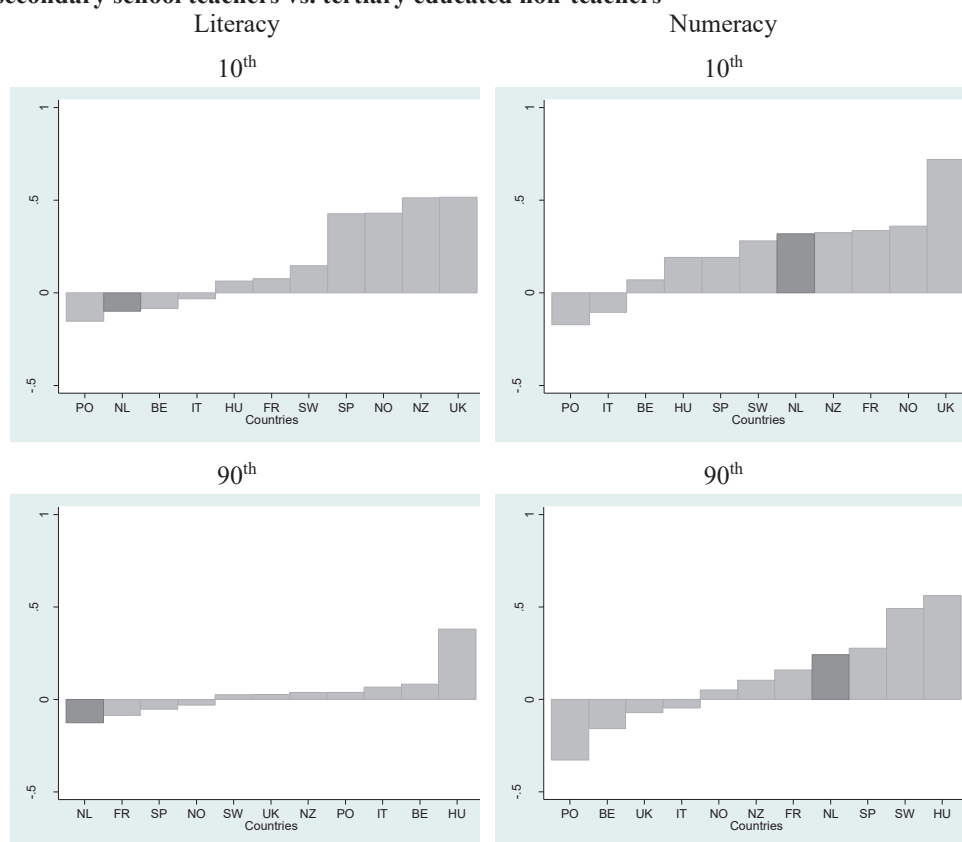 secondary school teachers vs. tertiary educated non-teachers
Literacy
Numeracy
10th
10th
1
.5
0
-.5
PO NL BE IT HU FR SW SP NO NZ UK
Countries
1
.5
0
-.5
PO IT BE HU SP SW NL NZ FR NO UK
Countries
90th
90th
1
.5
0
-.5
NL FR SP NO SW UK NZ PO IT BE HU
Countries
1
.5
0
-.5
PO BE UK IT NO NZ FR NL SP SW HU
Countries